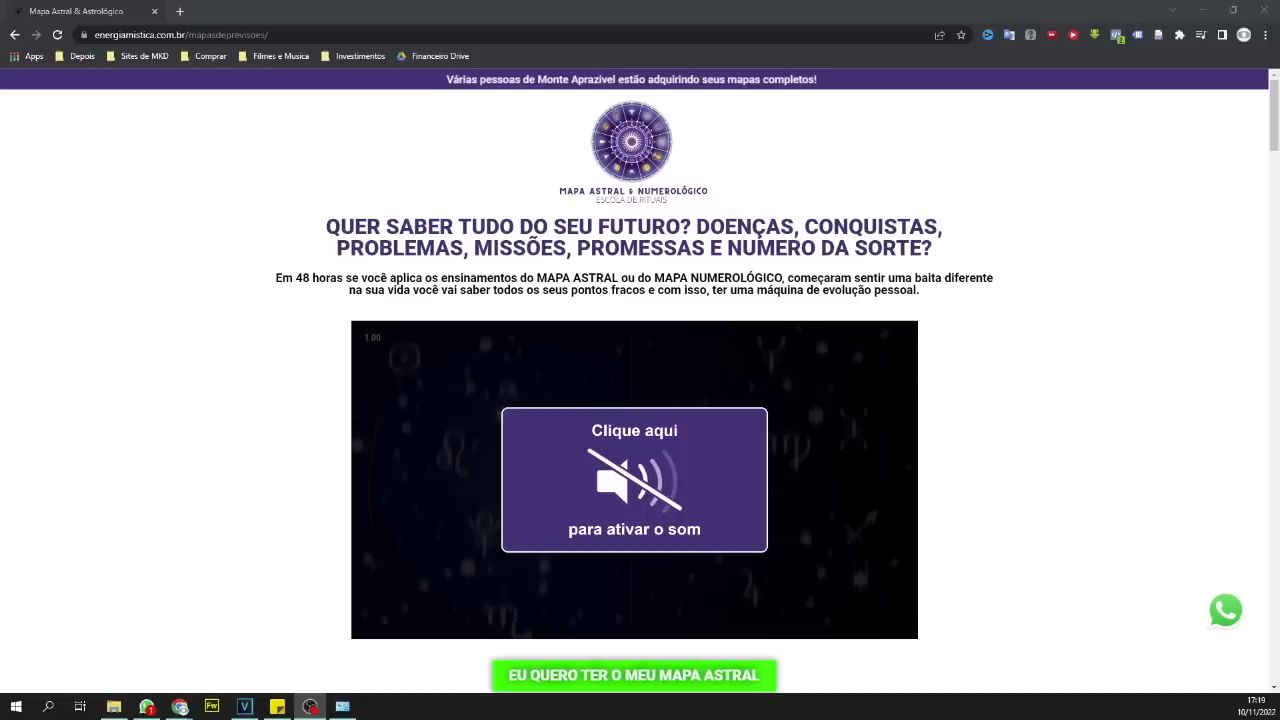 Mapa Astral & Astrológico
energiamistica.com.br/mapasdeprevisoes/
Apps
Depois
Sites de MKD
Comprar
Filmes e Musica
Investimentos
Financeiro Drive
Várias pessoas de Monte Aprazivel estão adquirindo seus mapas completos!
MAPA ASTRAL & NUMEROLÓGICO
ESCOLA DE RITUAIS
QUER SABER TUDO DO SEU FUTURO? DOENÇAS, CONQUISTAS,
PROBLEMAS, MISSÕES, PROMESSAS E NUMERO DA SORTE?
Em 48 horas se você aplica os ensinamentos do MAPA ASTRAL ou do MAPA NUMEROLÓGICO, começaram sentir uma baita diferente
na sua vida você vai saber todos os seus pontos fracos e com isso, ter uma máquina de evolução pessoal.
1.00
Clique aqui
para ativar o som
EU QUERO TER O MEU MAPA ASTRAL
Fw
V
17:19
10/11/2022